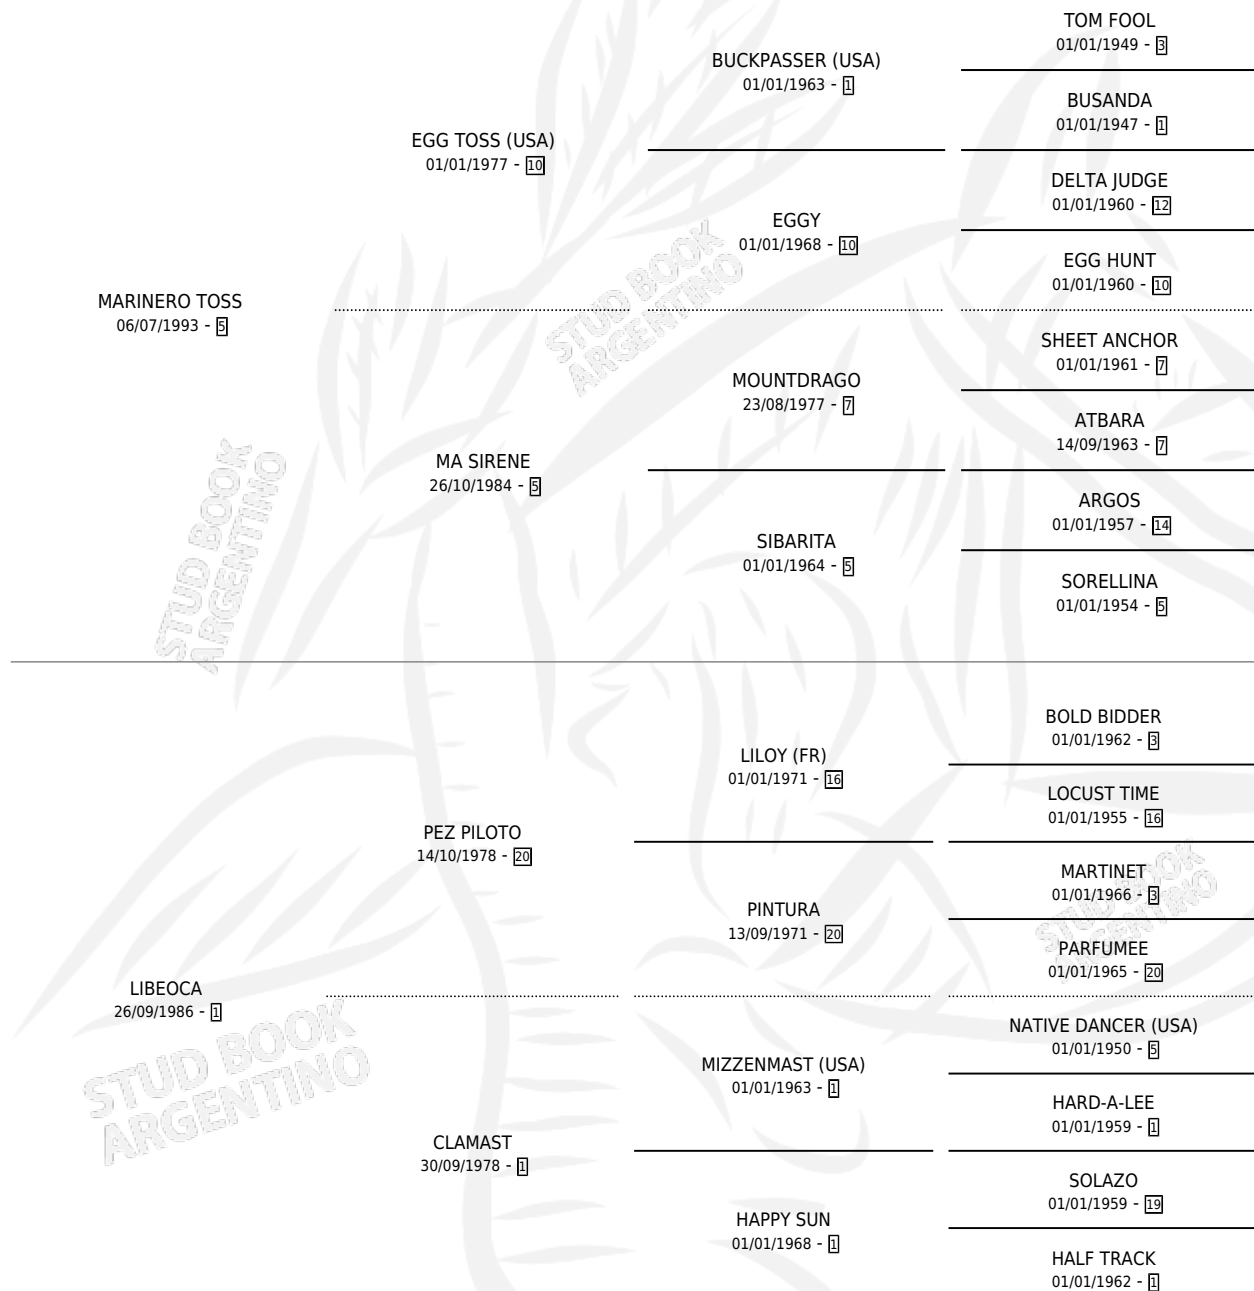 TOM FOOL
01/01/1949 - 3
BUCKPASSER (USA)
01/01/1963 - 1
BUSANDA
01/01/1947 - 1
EGG TOSS (USA)
01/01/1977 - 10
DELTA JUDGE
01/01/1960 - 12
EGGY
01/01/1968 - 10
EGG HUNT
01/01/1960 - 10
MARINERO TOSS
06/07/1993 - 5
STUD BOOK
ARGENTINO
SHEET ANCHOR
01/01/1961 - 7
MOUNTDRAGO
23/08/1977 - 7
ATBARA
14/09/1963 - 7
MA SIRENE
26/10/1984 - 5
ARGOS
01/01/1957 - 14
SIBARITA
01/01/1964 - 5
SORELLINA
01/01/1954 - 5
STUD BOOK
ARGENTINO
BOLD BIDDER
01/01/1962 - 3
LILOY (FR)
01/01/1971 - 16
LOCUST TIME
01/01/1955 - 16
PEZ PILOTO
14/10/1978 - 20
MARTINET
01/01/1966 - 3
PINTURA
13/09/1971 - 20
PARFUMEE
01/01/1965 - 20
STUD BOOK
ARGENTINO
LIBEOCA
26/09/1986 - 1
NATIVE DANCER (USA)
01/01/1950 - 5
MIZZENMAST (USA)
01/01/1963 - 1
HARD-A-LEE
01/01/1959 - 1
STUD BOOK
ARGENTINO
CLAMAST
30/09/1978 - 1
SOLAZO
01/01/1959 - 19
HAPPY SUN
01/01/1968 - 1
HALF TRACK
01/01/1962 - 1